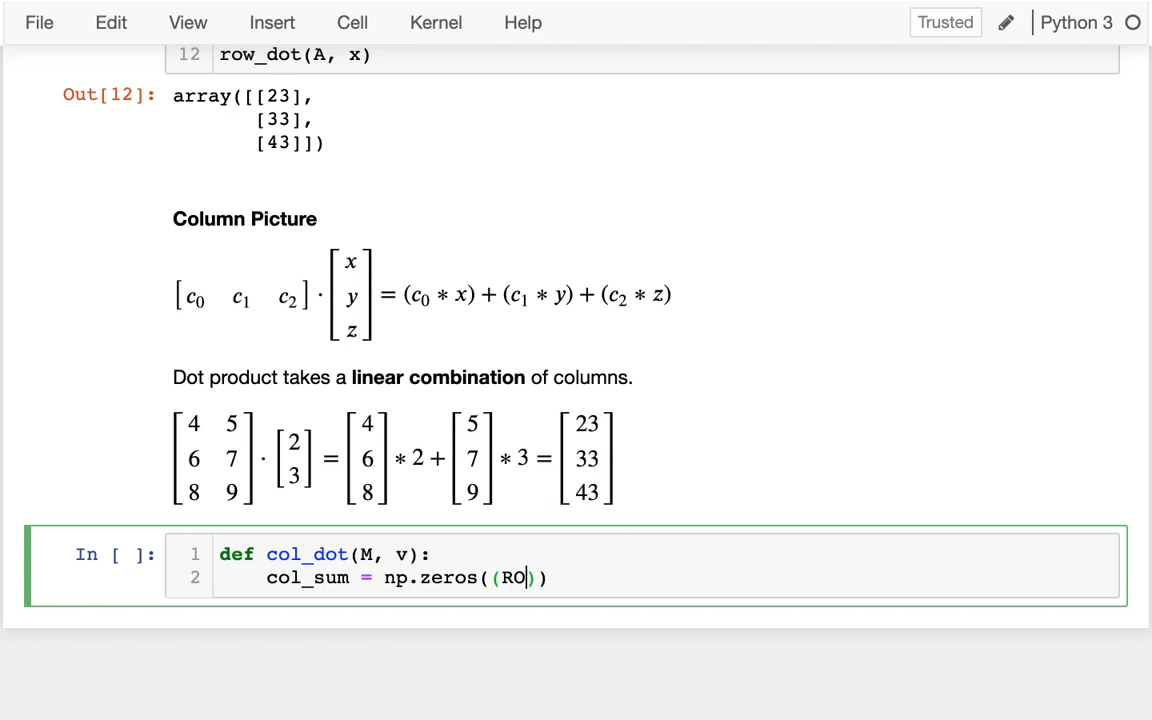 File Edit View Insert Cell Kernel Help Trusted Python 3
12 row_dot(A, x)
Out[12]: array([[23],
[33],
[43]])
Column Picture
[c₀ c₁ c₂] · [x y z] = (c₀ * x) + (c₁ * y) + (c₂ * z)
Dot product takes a linear combination of columns.
[4 5
6 7
8 9] · [2
3] = [4
6
8] * 2 + [5
7
9] * 3 = [23
33
43]
In [ ]: 1 def col_dot(M, v):
2 col_sum = np.zeros((RO))